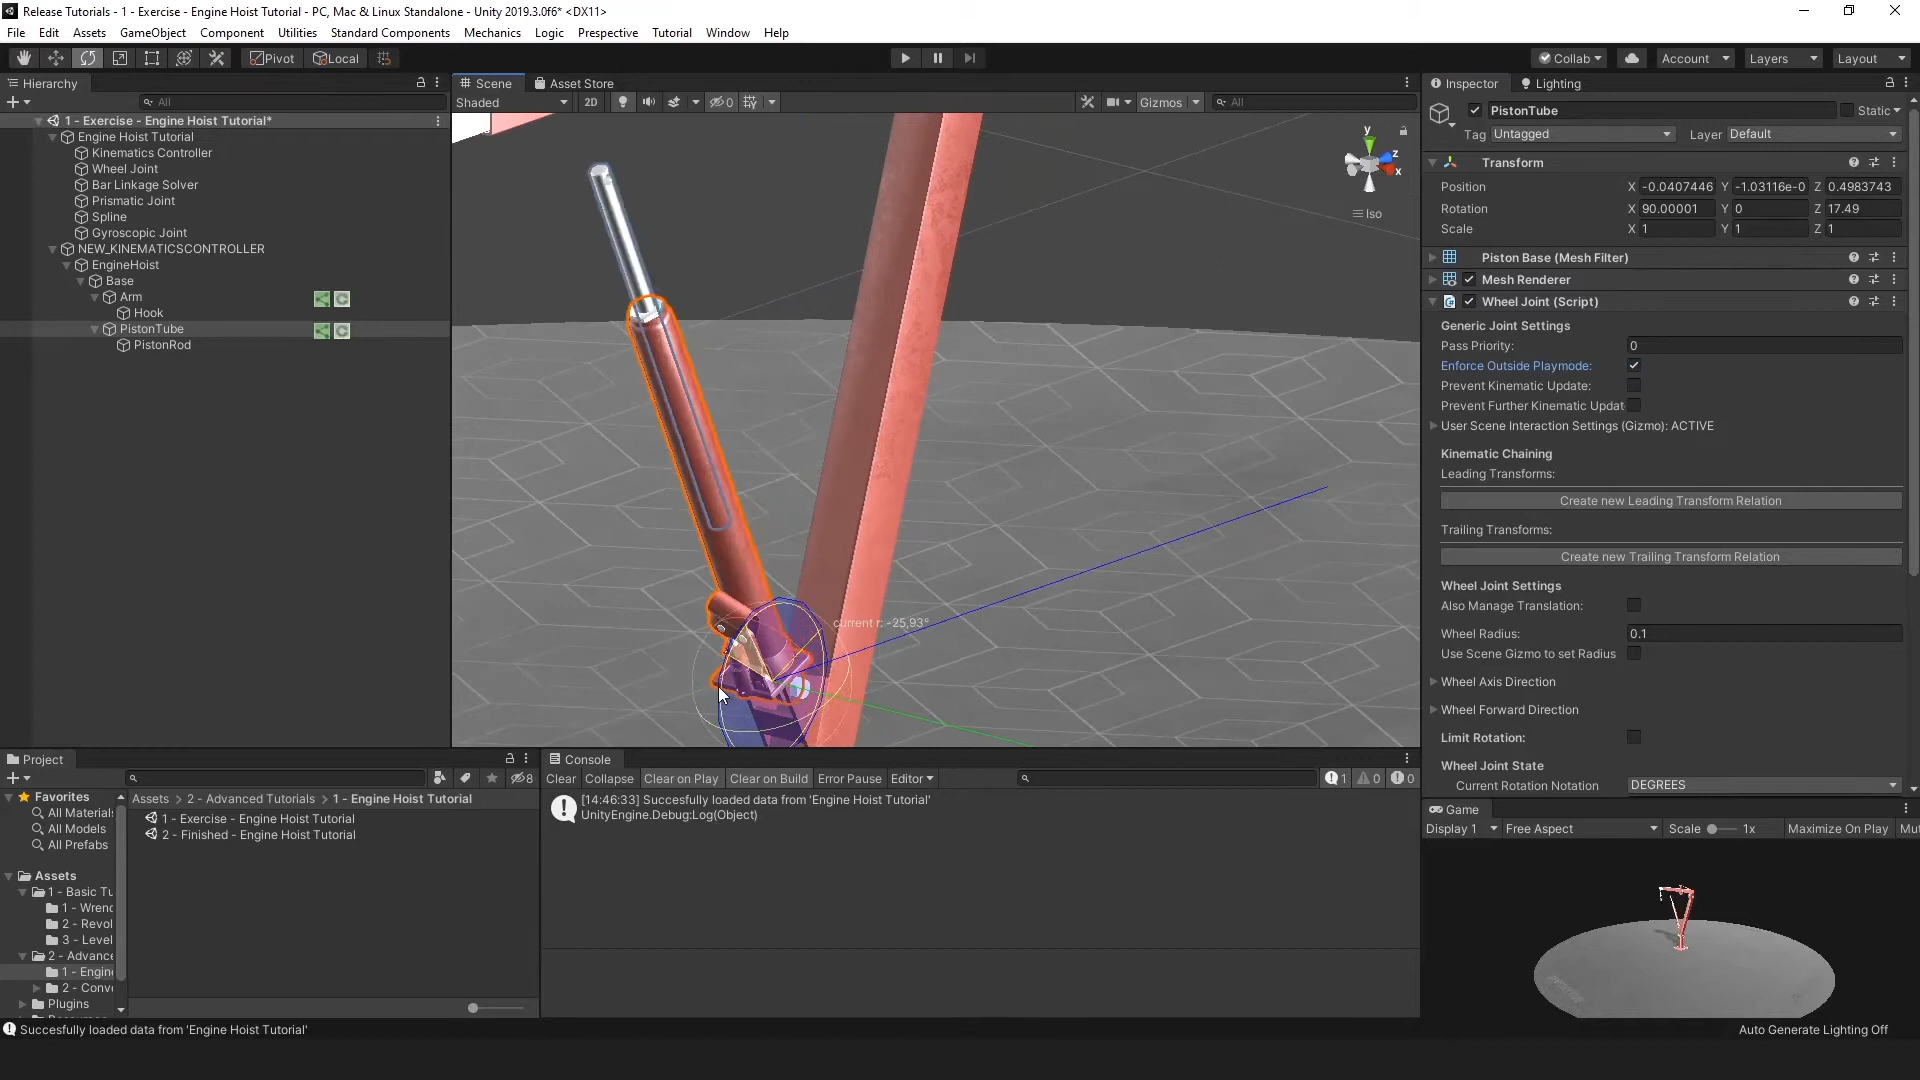 Release Tutorials - 1 - Exercise - Engine Hoist Tutorial - PC, Mac & Linux Standalone - Unity 2019.3.0f6* <DX11>
File Edit Assets GameObject Component Utilities Standard Components Mechanics Logic Prespective Tutorial Window Help
Pivot Local Collab Account Layers Layout
Hierarchy
All
1 - Exercise - Engine Hoist Tutorial*
Engine Hoist Tutorial
Kinematics Controller
Wheel Joint
Bar Linkage Solver
Prismatic Joint
Spline
Gyroscopic Joint
NEW_KINEMATICSCONTROLLER
EngineHoist
Base
Arm
Hook
PistonTube
PistonRod
Scene Asset Store
Shaded 2D 0 Gizmos All
y
z
x
Iso
current r: -25,93°
Inspector Lighting
PistonTube Static
Tag Untagged Layer Default
Transform
Position X -0.0407446 Y -1.03116e-0 Z 0.4983743
Rotation X 90.00001 Y 0 Z 17.49
Scale X 1 Y 1 Z 1
Piston Base (Mesh Filter)
Mesh Renderer
Wheel Joint (Script)
Generic Joint Settings
Pass Priority: 0
Enforce Outside Playmode:
Prevent Kinematic Update:
Prevent Further Kinematic Updat
User Scene Interaction Settings (Gizmo): ACTIVE
Kinematic Chaining
Leading Transforms:
Create new Leading Transform Relation
Trailing Transforms:
Create new Trailing Transform Relation
Wheel Joint Settings
Also Manage Translation:
Wheel Radius: 0.1
Use Scene Gizmo to set Radius
Wheel Axis Direction
Wheel Forward Direction
Limit Rotation:
Wheel Joint State
Current Rotation Notation DEGREES
Project
8
Favorites
All Materials
All Models
All Prefabs
Assets
1 - Basic Tu
1 - Wrenc
2 - Revol
3 - Level
2 - Advance
1 - Engine
2 - Conv
Plugins
Assets > 2 - Advanced Tutorials > 1 - Engine Hoist Tutorial
1 - Exercise - Engine Hoist Tutorial
2 - Finished - Engine Hoist Tutorial
Console
Clear Collapse Clear on Play Clear on Build Error Pause Editor 1 0 0
[14:46:33] Succesfully loaded data from 'Engine Hoist Tutorial'
UnityEngine.Debug:Log(Object)
Game
Display 1 Free Aspect Scale 1x Maximize On Play Mu
Succesfully loaded data from 'Engine Hoist Tutorial'
Auto Generate Lighting Off